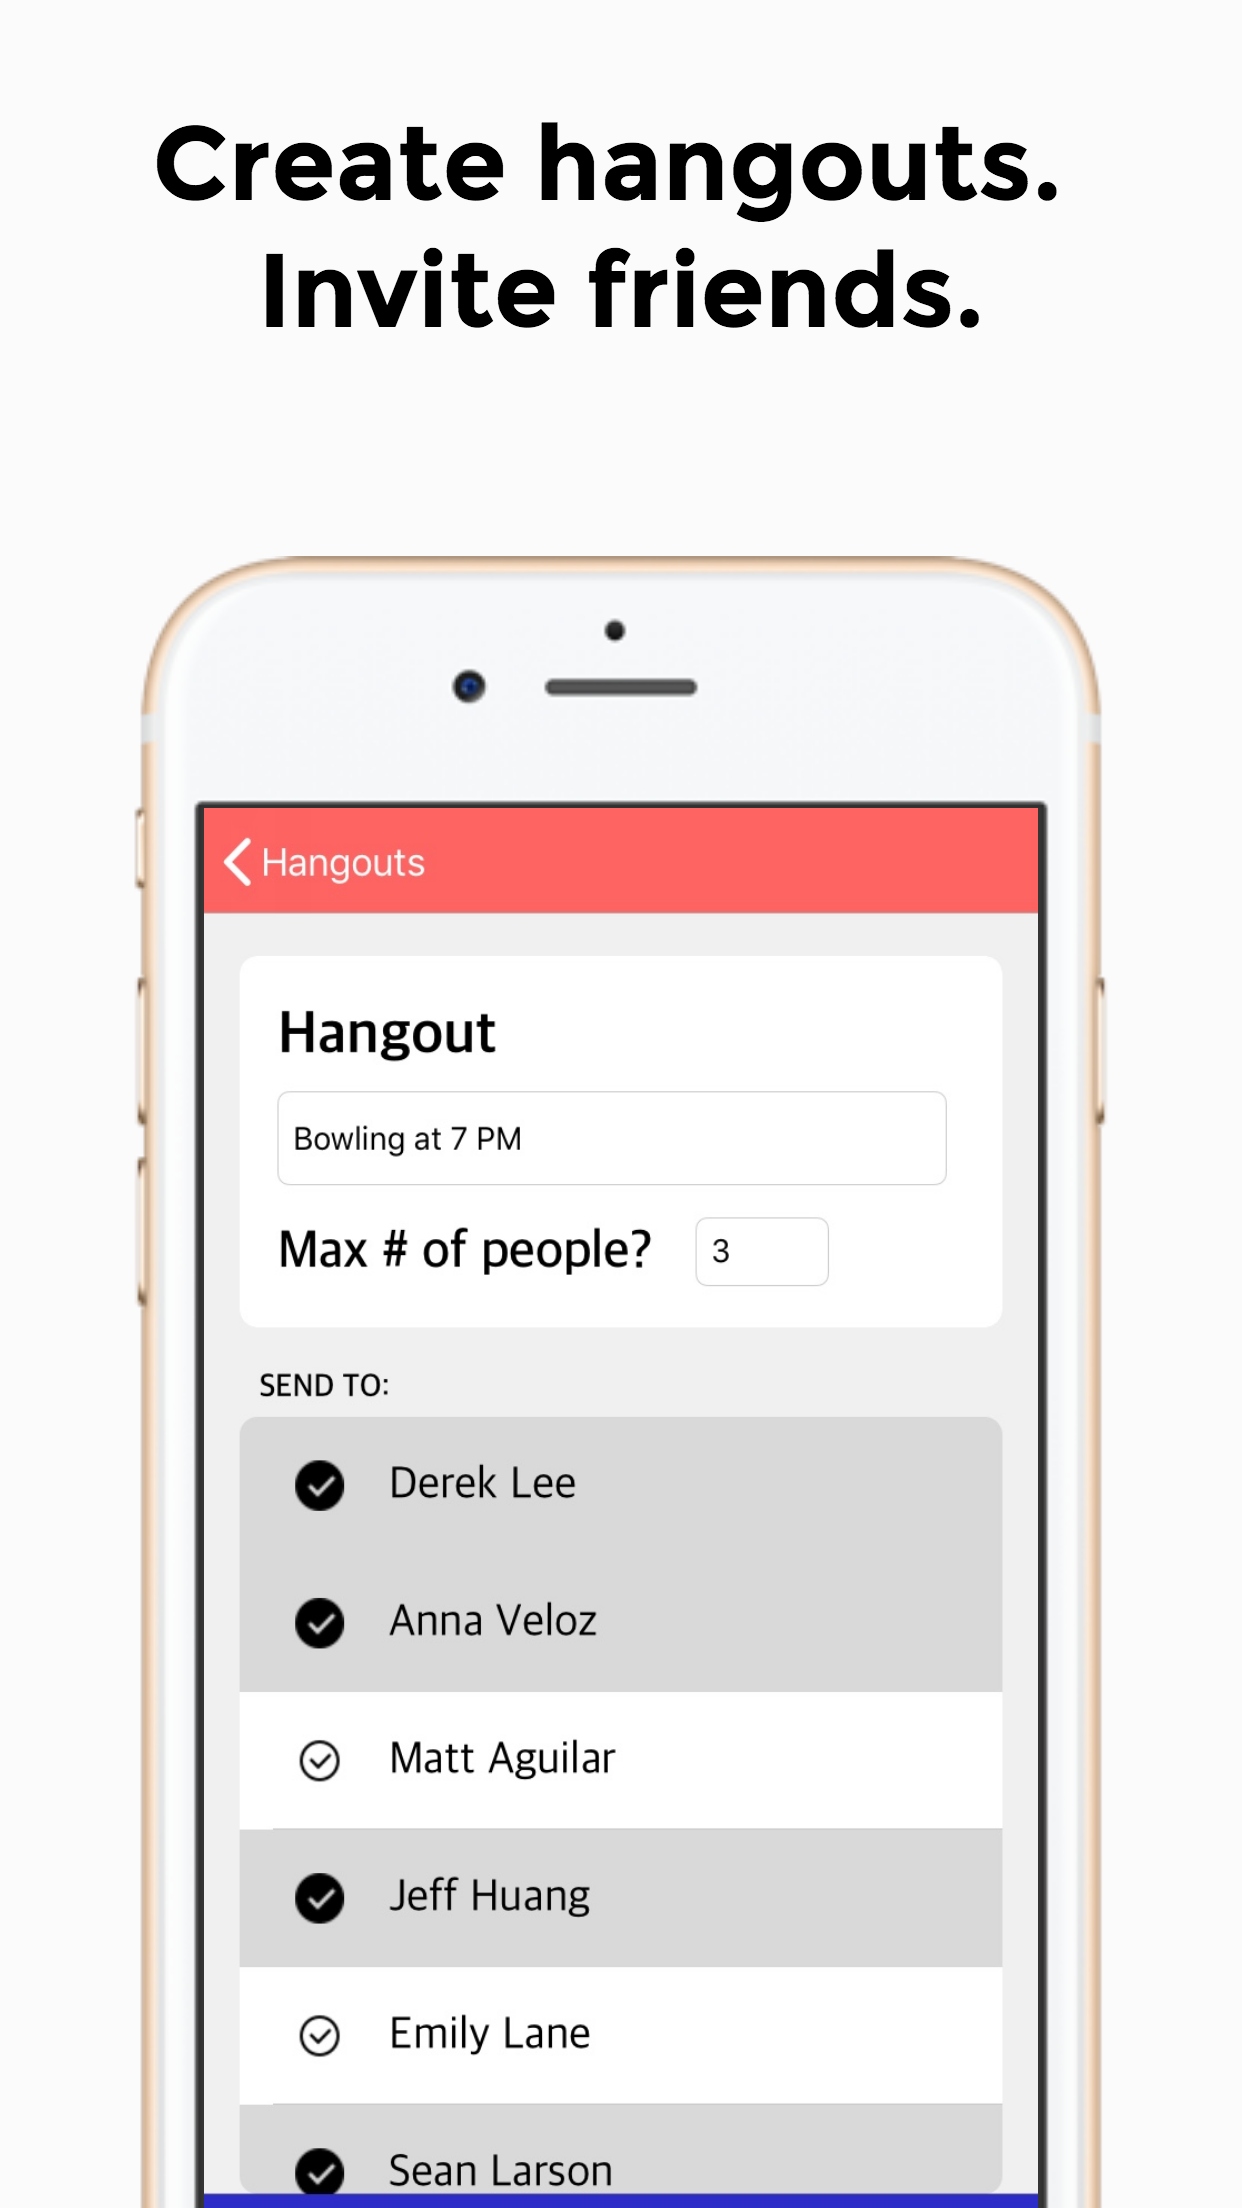 Create hangouts.
Invite friends.
Hangouts
Hangout
Bowling at 7 PM
Max # of people? 3
SEND TO:
Derek Lee
Anna Veloz
Matt Aguilar
Jeff Huang
Emily Lane
Sean Larson